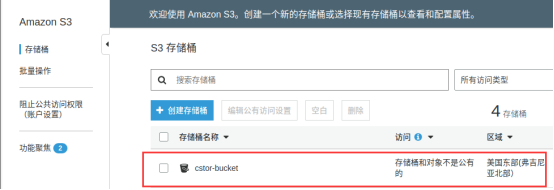 Amazon S3
存储桶
批量操作
阻止公共访问权限
（账户设置）
功能聚焦 2
欢迎使用 Amazon S3。创建一个新的存储桶或选择现有存储桶以查看和配置属性。
S3 存储桶
搜索存储桶
所有访问类型
+ 创建存储桶 编辑公有访问设置 空白 删除
4 存储桶
存储桶名称 访问 区域
cstor-bucket 存储桶和对象不是公有 美国东部(弗吉尼
的 亚北部)